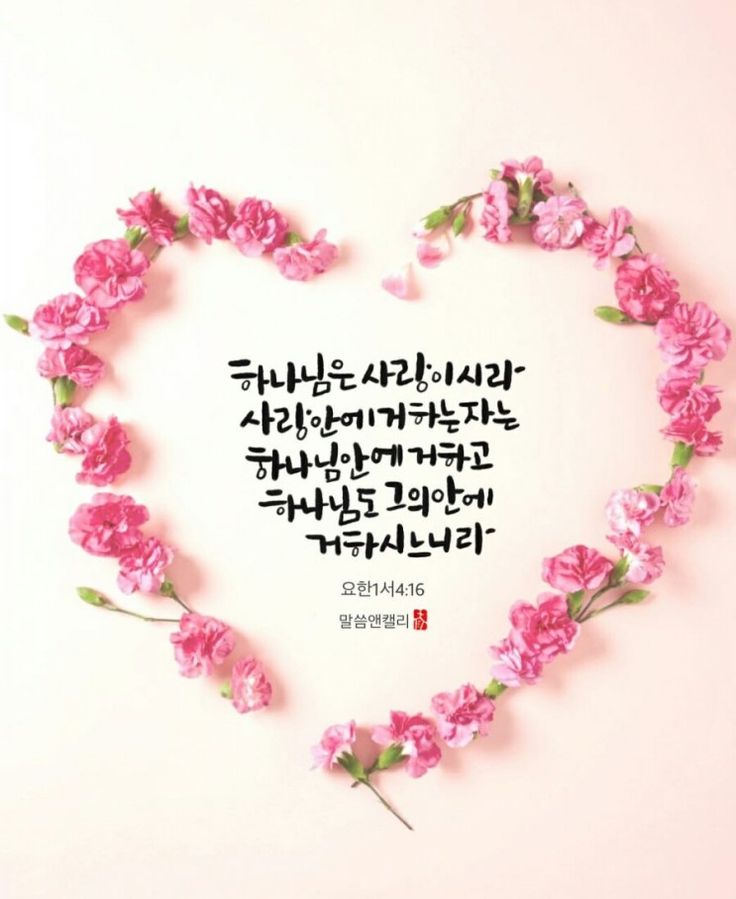 하나님은 사랑이시라
사랑안에 거하는자는
하나님안에 거하고
하나님도 그의안에
거하시느니라
요한1서4:16
말씀앤캘리